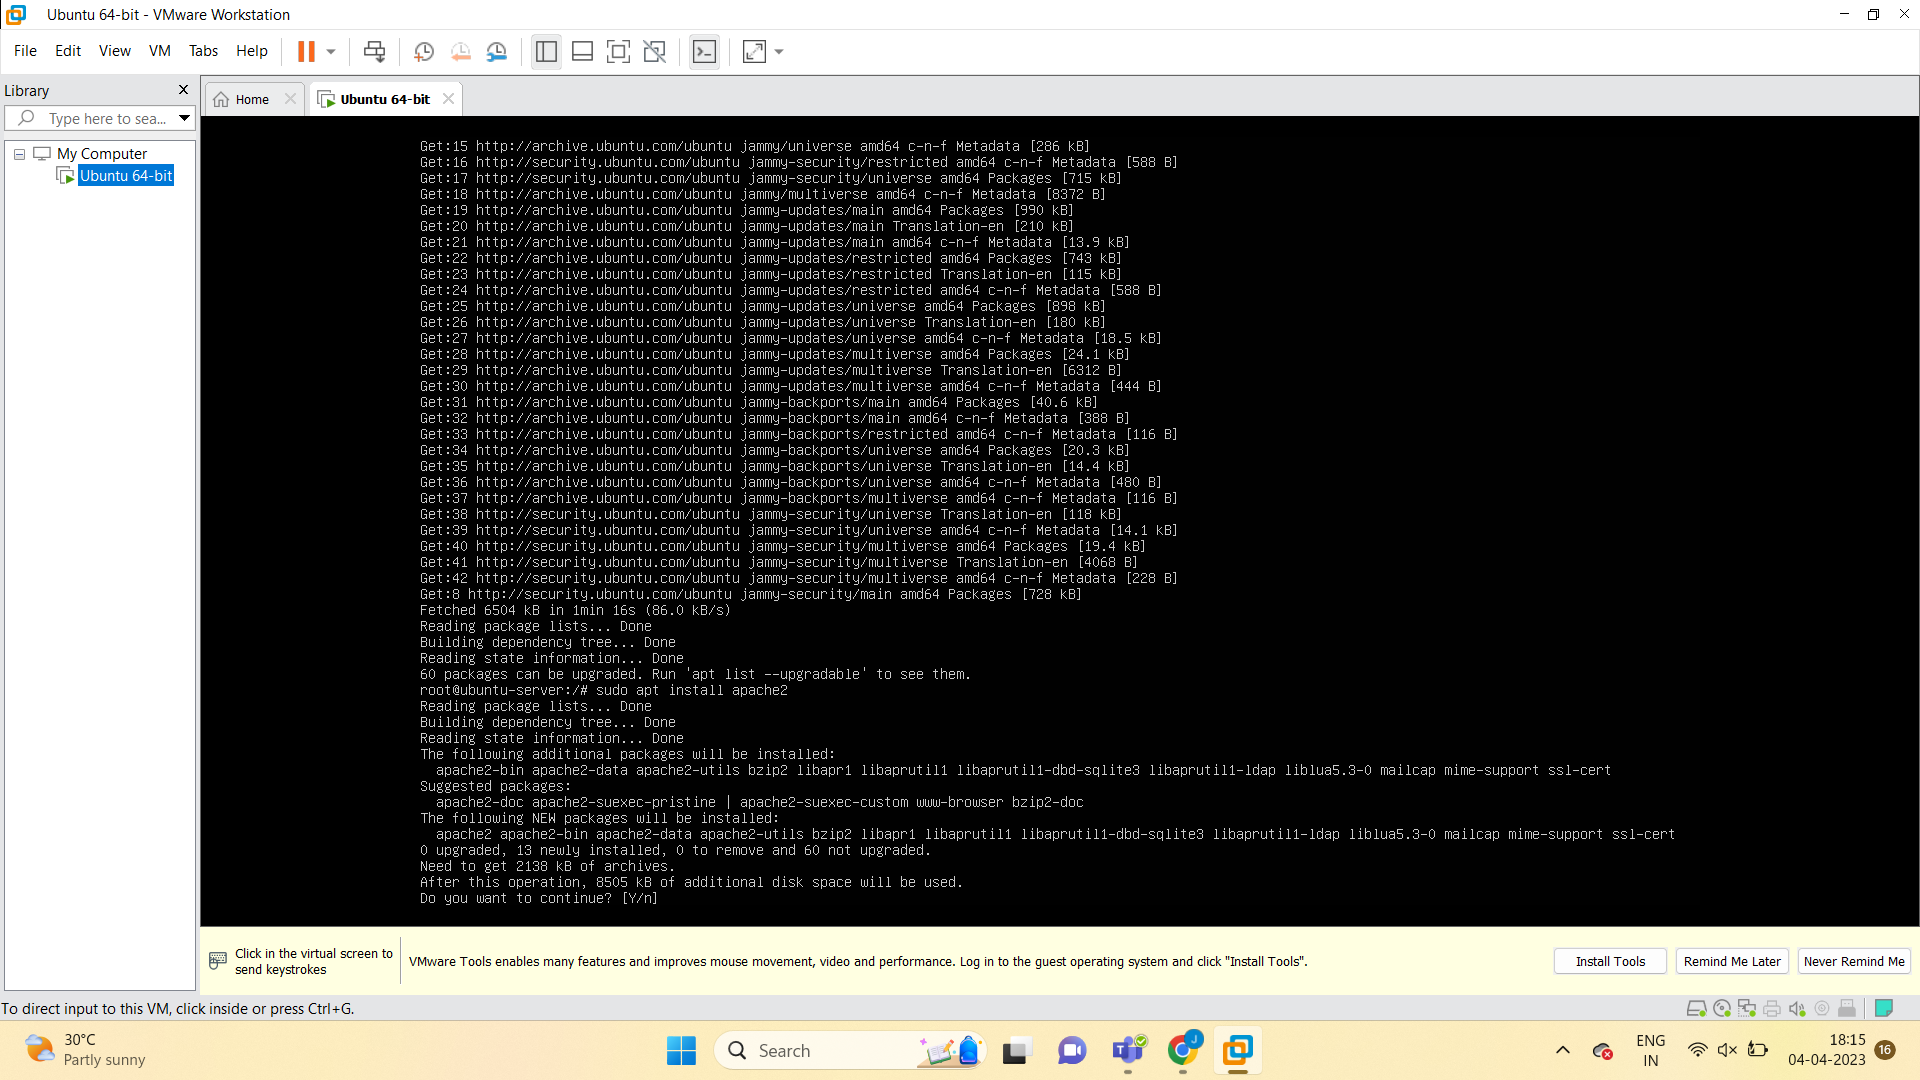 Ubuntu 64-bit - VMware Workstation
File Edit View VM Tabs Help
Library
Type here to sea...
My Computer
Ubuntu 64-bit
Home
Ubuntu 64-bit
Get:15 http://archive.ubuntu.com/ubuntu jammy/universe amd64 c-n-f Metadata [286 kB]
Get:16 http://security.ubuntu.com/ubuntu jammy-security/restricted amd64 c-n-f Metadata [588 B]
Get:17 http://security.ubuntu.com/ubuntu jammy-security/universe amd64 Packages [715 kB]
Get:18 http://archive.ubuntu.com/ubuntu jammy/multiverse amd64 c-n-f Metadata [8372 B]
Get:19 http://archive.ubuntu.com/ubuntu jammy-updates/main amd64 Packages [990 kB]
Get:20 http://archive.ubuntu.com/ubuntu jammy-updates/main Translation-en [210 kB]
Get:21 http://archive.ubuntu.com/ubuntu jammy-updates/main amd64 c-n-f Metadata [13.9 kB]
Get:22 http://archive.ubuntu.com/ubuntu jammy-updates/restricted amd64 Packages [743 kB]
Get:23 http://archive.ubuntu.com/ubuntu jammy-updates/restricted Translation-en [115 kB]
Get:24 http://archive.ubuntu.com/ubuntu jammy-updates/restricted amd64 c-n-f Metadata [588 B]
Get:25 http://archive.ubuntu.com/ubuntu jammy-updates/universe amd64 Packages [898 kB]
Get:26 http://archive.ubuntu.com/ubuntu jammy-updates/universe Translation-en [180 kB]
Get:27 http://archive.ubuntu.com/ubuntu jammy-updates/universe amd64 c-n-f Metadata [18.5 kB]
Get:28 http://archive.ubuntu.com/ubuntu jammy-updates/multiverse amd64 Packages [24.1 kB]
Get:29 http://archive.ubuntu.com/ubuntu jammy-updates/multiverse Translation-en [6312 B]
Get:30 http://archive.ubuntu.com/ubuntu jammy-updates/multiverse amd64 c-n-f Metadata [444 B]
Get:31 http://archive.ubuntu.com/ubuntu jammy-backports/main amd64 Packages [40.6 kB]
Get:32 http://archive.ubuntu.com/ubuntu jammy-backports/main amd64 c-n-f Metadata [388 B]
Get:33 http://archive.ubuntu.com/ubuntu jammy-backports/restricted amd64 c-n-f Metadata [116 B]
Get:34 http://archive.ubuntu.com/ubuntu jammy-backports/universe amd64 Packages [20.3 kB]
Get:35 http://archive.ubuntu.com/ubuntu jammy-backports/universe Translation-en [14.4 kB]
Get:36 http://archive.ubuntu.com/ubuntu jammy-backports/universe amd64 c-n-f Metadata [480 B]
Get:37 http://archive.ubuntu.com/ubuntu jammy-backports/multiverse amd64 c-n-f Metadata [116 B]
Get:38 http://security.ubuntu.com/ubuntu jammy-security/universe Translation-en [118 kB]
Get:39 http://security.ubuntu.com/ubuntu jammy-security/universe amd64 c-n-f Metadata [14.1 kB]
Get:40 http://security.ubuntu.com/ubuntu jammy-security/multiverse amd64 Packages [19.4 kB]
Get:41 http://security.ubuntu.com/ubuntu jammy-security/multiverse Translation-en [4068 B]
Get:42 http://security.ubuntu.com/ubuntu jammy-security/multiverse amd64 c-n-f Metadata [228 B]
Get:8 http://security.ubuntu.com/ubuntu jammy-security/main amd64 Packages [728 kB]
Fetched 6504 kB in 1min 16s (86.0 kB/s)
Reading package lists... Done
Building dependency tree... Done
Reading state information... Done
60 packages can be upgraded. Run 'apt list --upgradable' to see them.
root@ubuntu-server:/# sudo apt install apache2
Reading package lists... Done
Building dependency tree... Done
Reading state information... Done
The following additional packages will be installed:
apache2-bin apache2-data apache2-utils bzip2 libapr1 libaprutil1 libaprutil1-dbd-sqlite3 libaprutil1-ldap liblua5.3-0 mailcap mime-support ssl-cert
Suggested packages:
apache2-doc apache2-suexec-pristine | apache2-suexec-custom www-browser bzip2-doc
The following NEW packages will be installed:
apache2 apache2-bin apache2-data apache2-utils bzip2 libapr1 libaprutil1 libaprutil1-dbd-sqlite3 libaprutil1-ldap liblua5.3-0 mailcap mime-support ssl-cert
0 upgraded, 13 newly installed, 0 to remove and 60 not upgraded.
Need to get 2138 kB of archives.
After this operation, 8505 kB of additional disk space will be used.
Do you want to continue? [Y/n]
Click in the virtual screen to
send keystrokes
VMware Tools enables many features and improves mouse movement, video and performance. Log in to the guest operating system and click "Install Tools".
Install Tools
Remind Me Later
Never Remind Me
To direct input to this VM, click inside or press Ctrl+G.
30°C
Partly sunny
Search
J
ENG
IN
18:15
04-04-2023
16